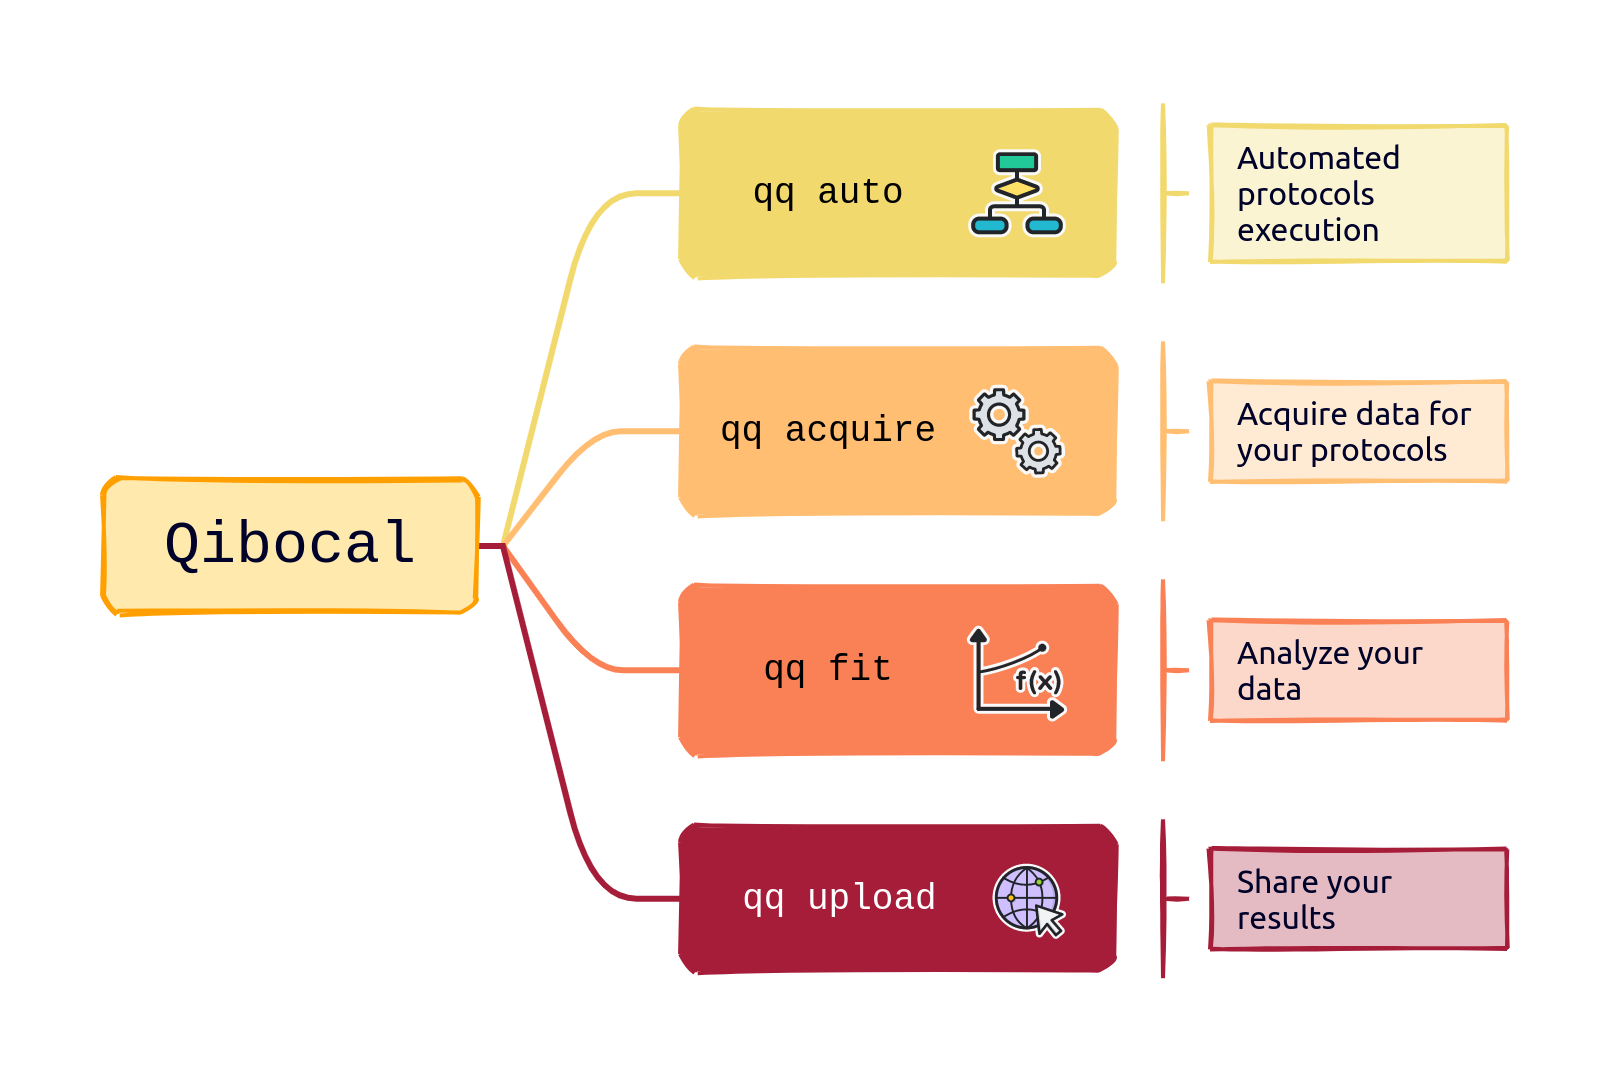 Qibocal
qq auto
Automated
protocols
execution
qq acquire
Acquire data for
your protocols
qq fit
f(x)
Analyze your
data
qq upload
Share your
results